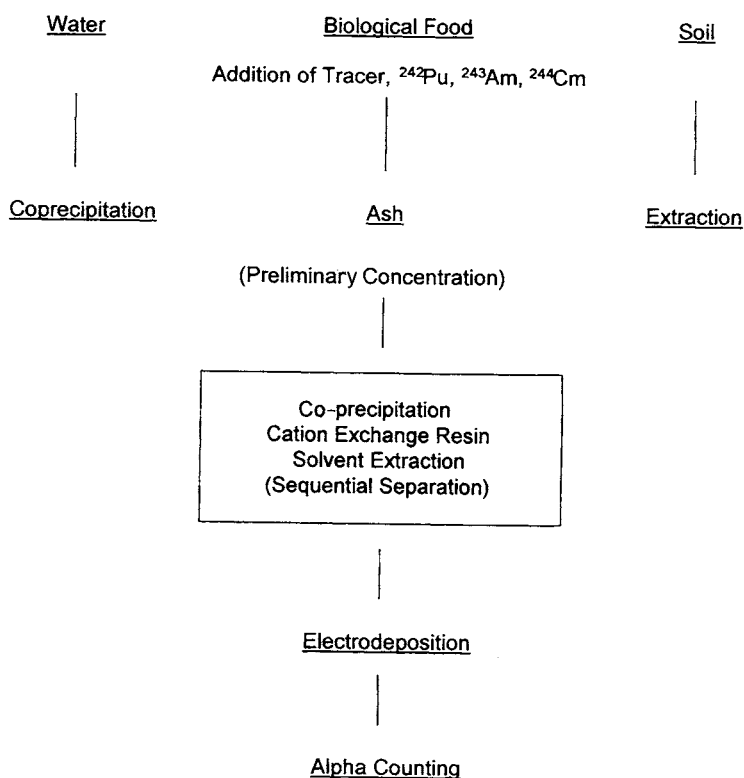 Water Biological Food Soil
Addition of Tracer, ²⁴²Pu, ²⁴³Am, ²⁴⁴Cm
Coprecipitation Ash Extraction
(Preliminary Concentration)
Co-precipitation
Cation Exchange Resin
Solvent Extraction
(Sequential Separation)
Electrodeposition
Alpha Counting